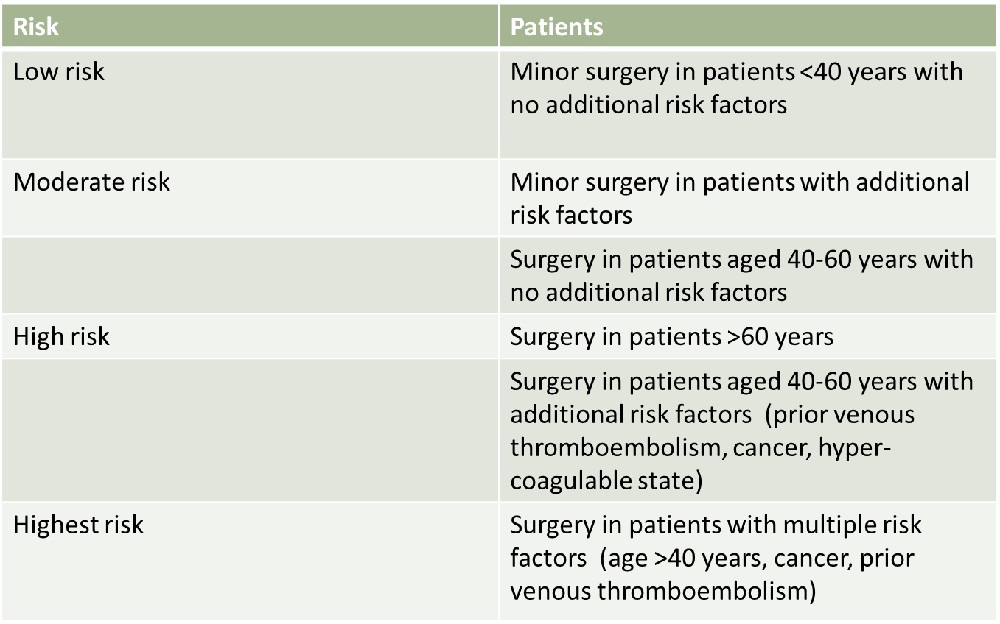 Risk
Patients
Low risk
Minor surgery in patients <40 years with
no additional risk factors
Moderate risk
Minor surgery in patients with additional
risk factors
Surgery in patients aged 40-60 years with
no additional risk factors
High risk
Surgery in patients >60 years
Surgery in patients aged 40-60 years with
additional risk factors  (prior venous
thromboembolism, cancer, hyper-
coagulable state)
Highest risk
Surgery in patients with multiple risk
factors  (age >40 years, cancer, prior
venous thromboembolism)